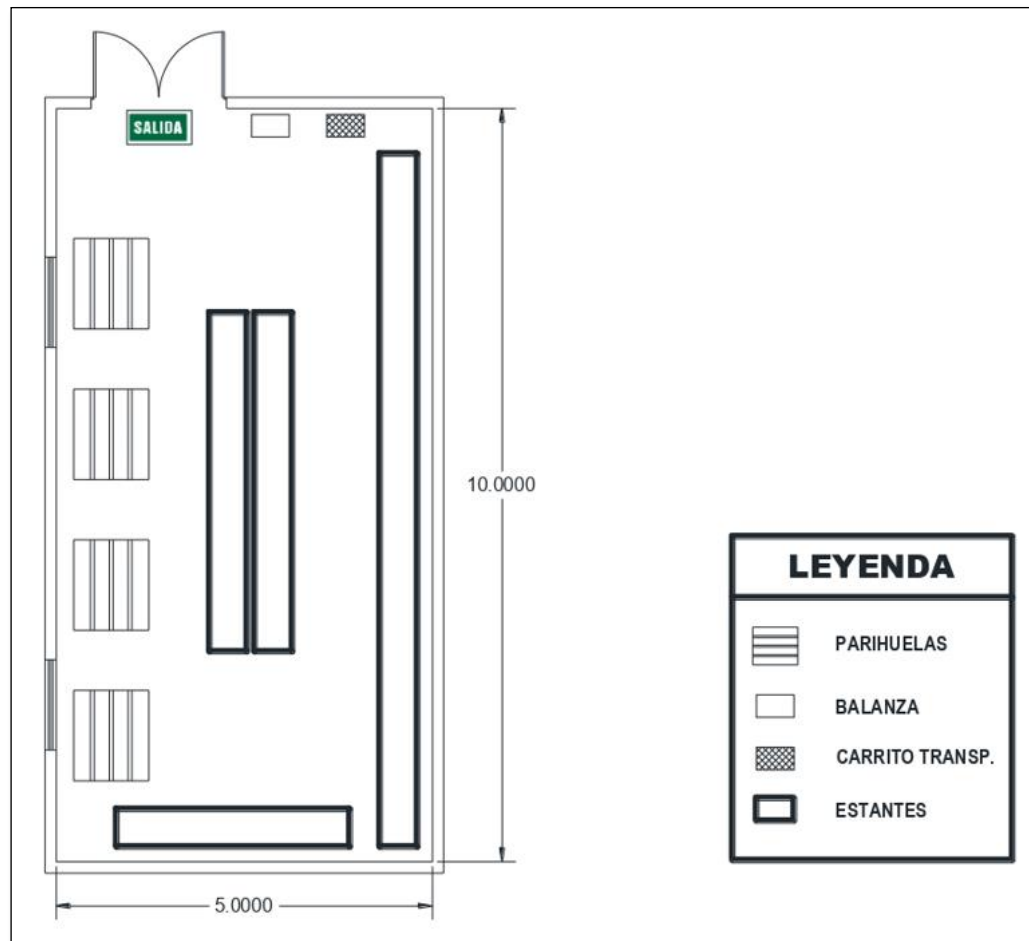 SALIDA
10.0000
5.0000
LEYENDA
PARIHUELAS
BALANZA
CARRITO TRANSP.
ESTANTES